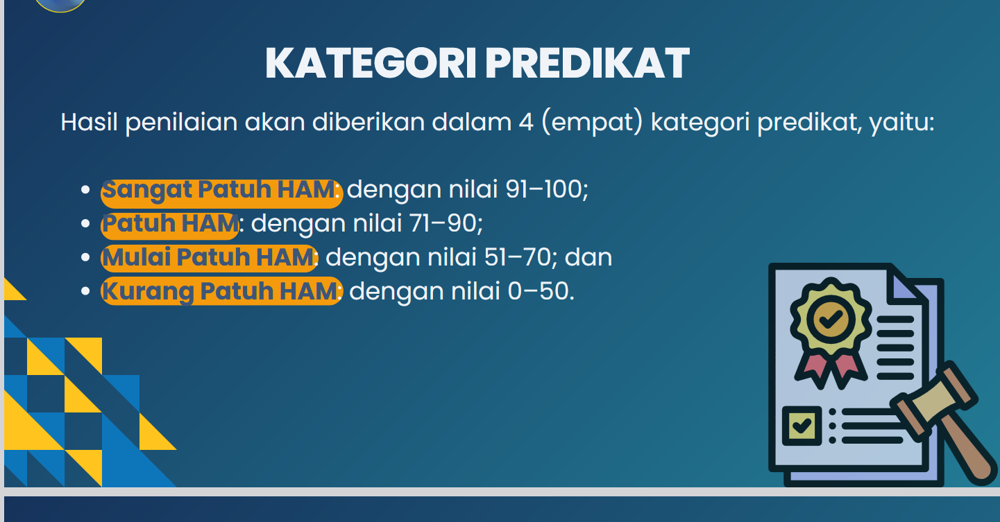 KATEGORI PREDIKAT
Hasil penilaian akan diberikan dalam 4 (empat) kategori predikat, yaitu:
• Sangat Patuh HAM: dengan nilai 91–100;
• Patuh HAM: dengan nilai 71–90;
• Mulai Patuh HAM: dengan nilai 51–70; dan
• Kurang Patuh HAM: dengan nilai 0–50.